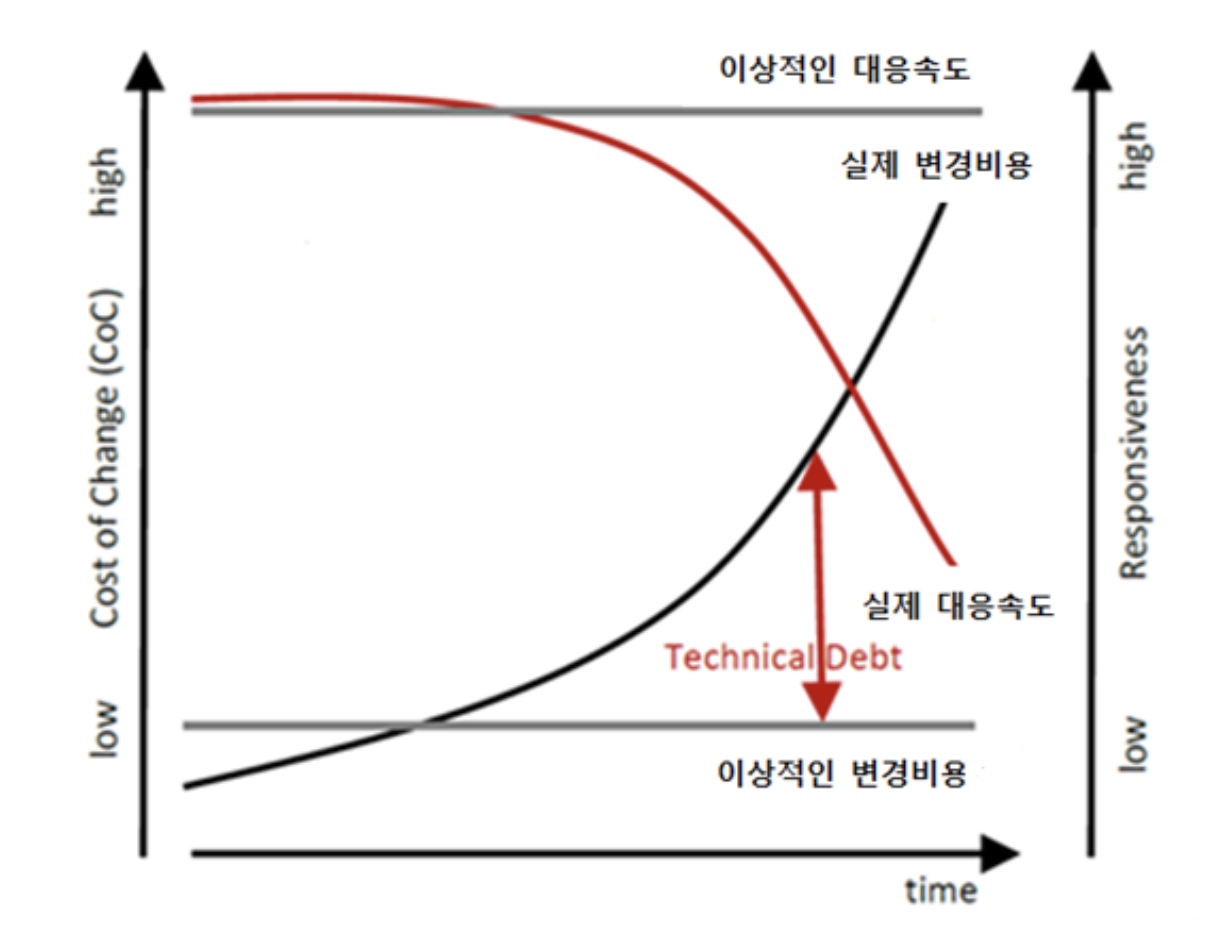 이상적인 대응속도
실제 변경비용
high
Cost of Change (CoC)
low
high
Responsiveness
low
실제 대응속도
Technical Debt
이상적인 변경비용
time